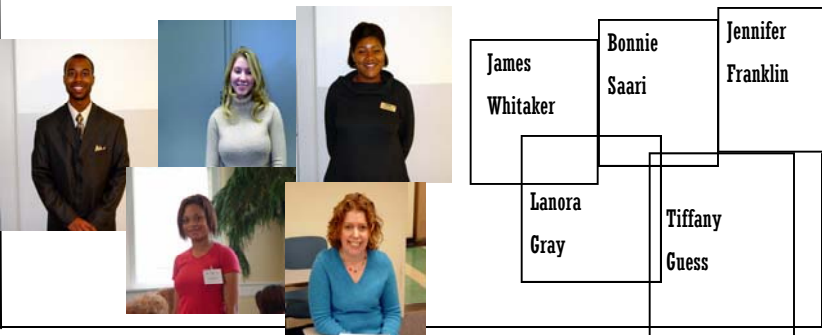 James
Whitaker
Bonnie
Saari
Jennifer
Franklin
Lanora
Gray
Tiffany
Guess